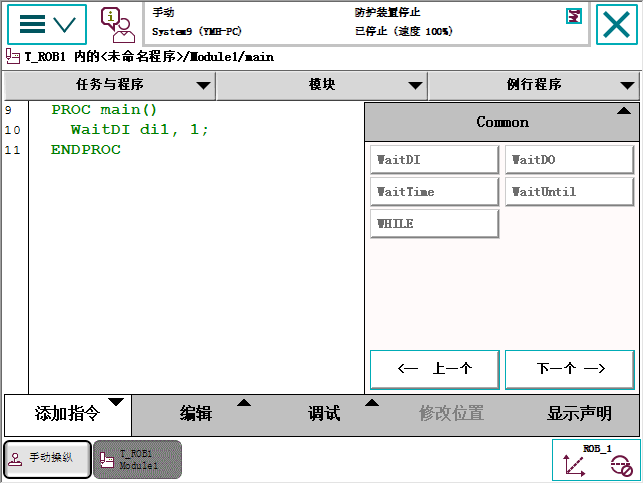 手动
防护装置停止
System9 (YMH-PC)
已停止 (速度 100%)
T_ROB1 内的<未命名程序>/Module1/main
任务与程序
模块
例行程序
9 PROC main()
10 WaitDI di1, 1;
11 ENDPROC
Common
WaitDI
WaitDO
WaitTime
WaitUntil
WHILE
<— 上一个
下一个 —>
添加指令
编辑
调试
修改位置
显示声明
手动操纵
T_ROB1
Module1
ROB_1